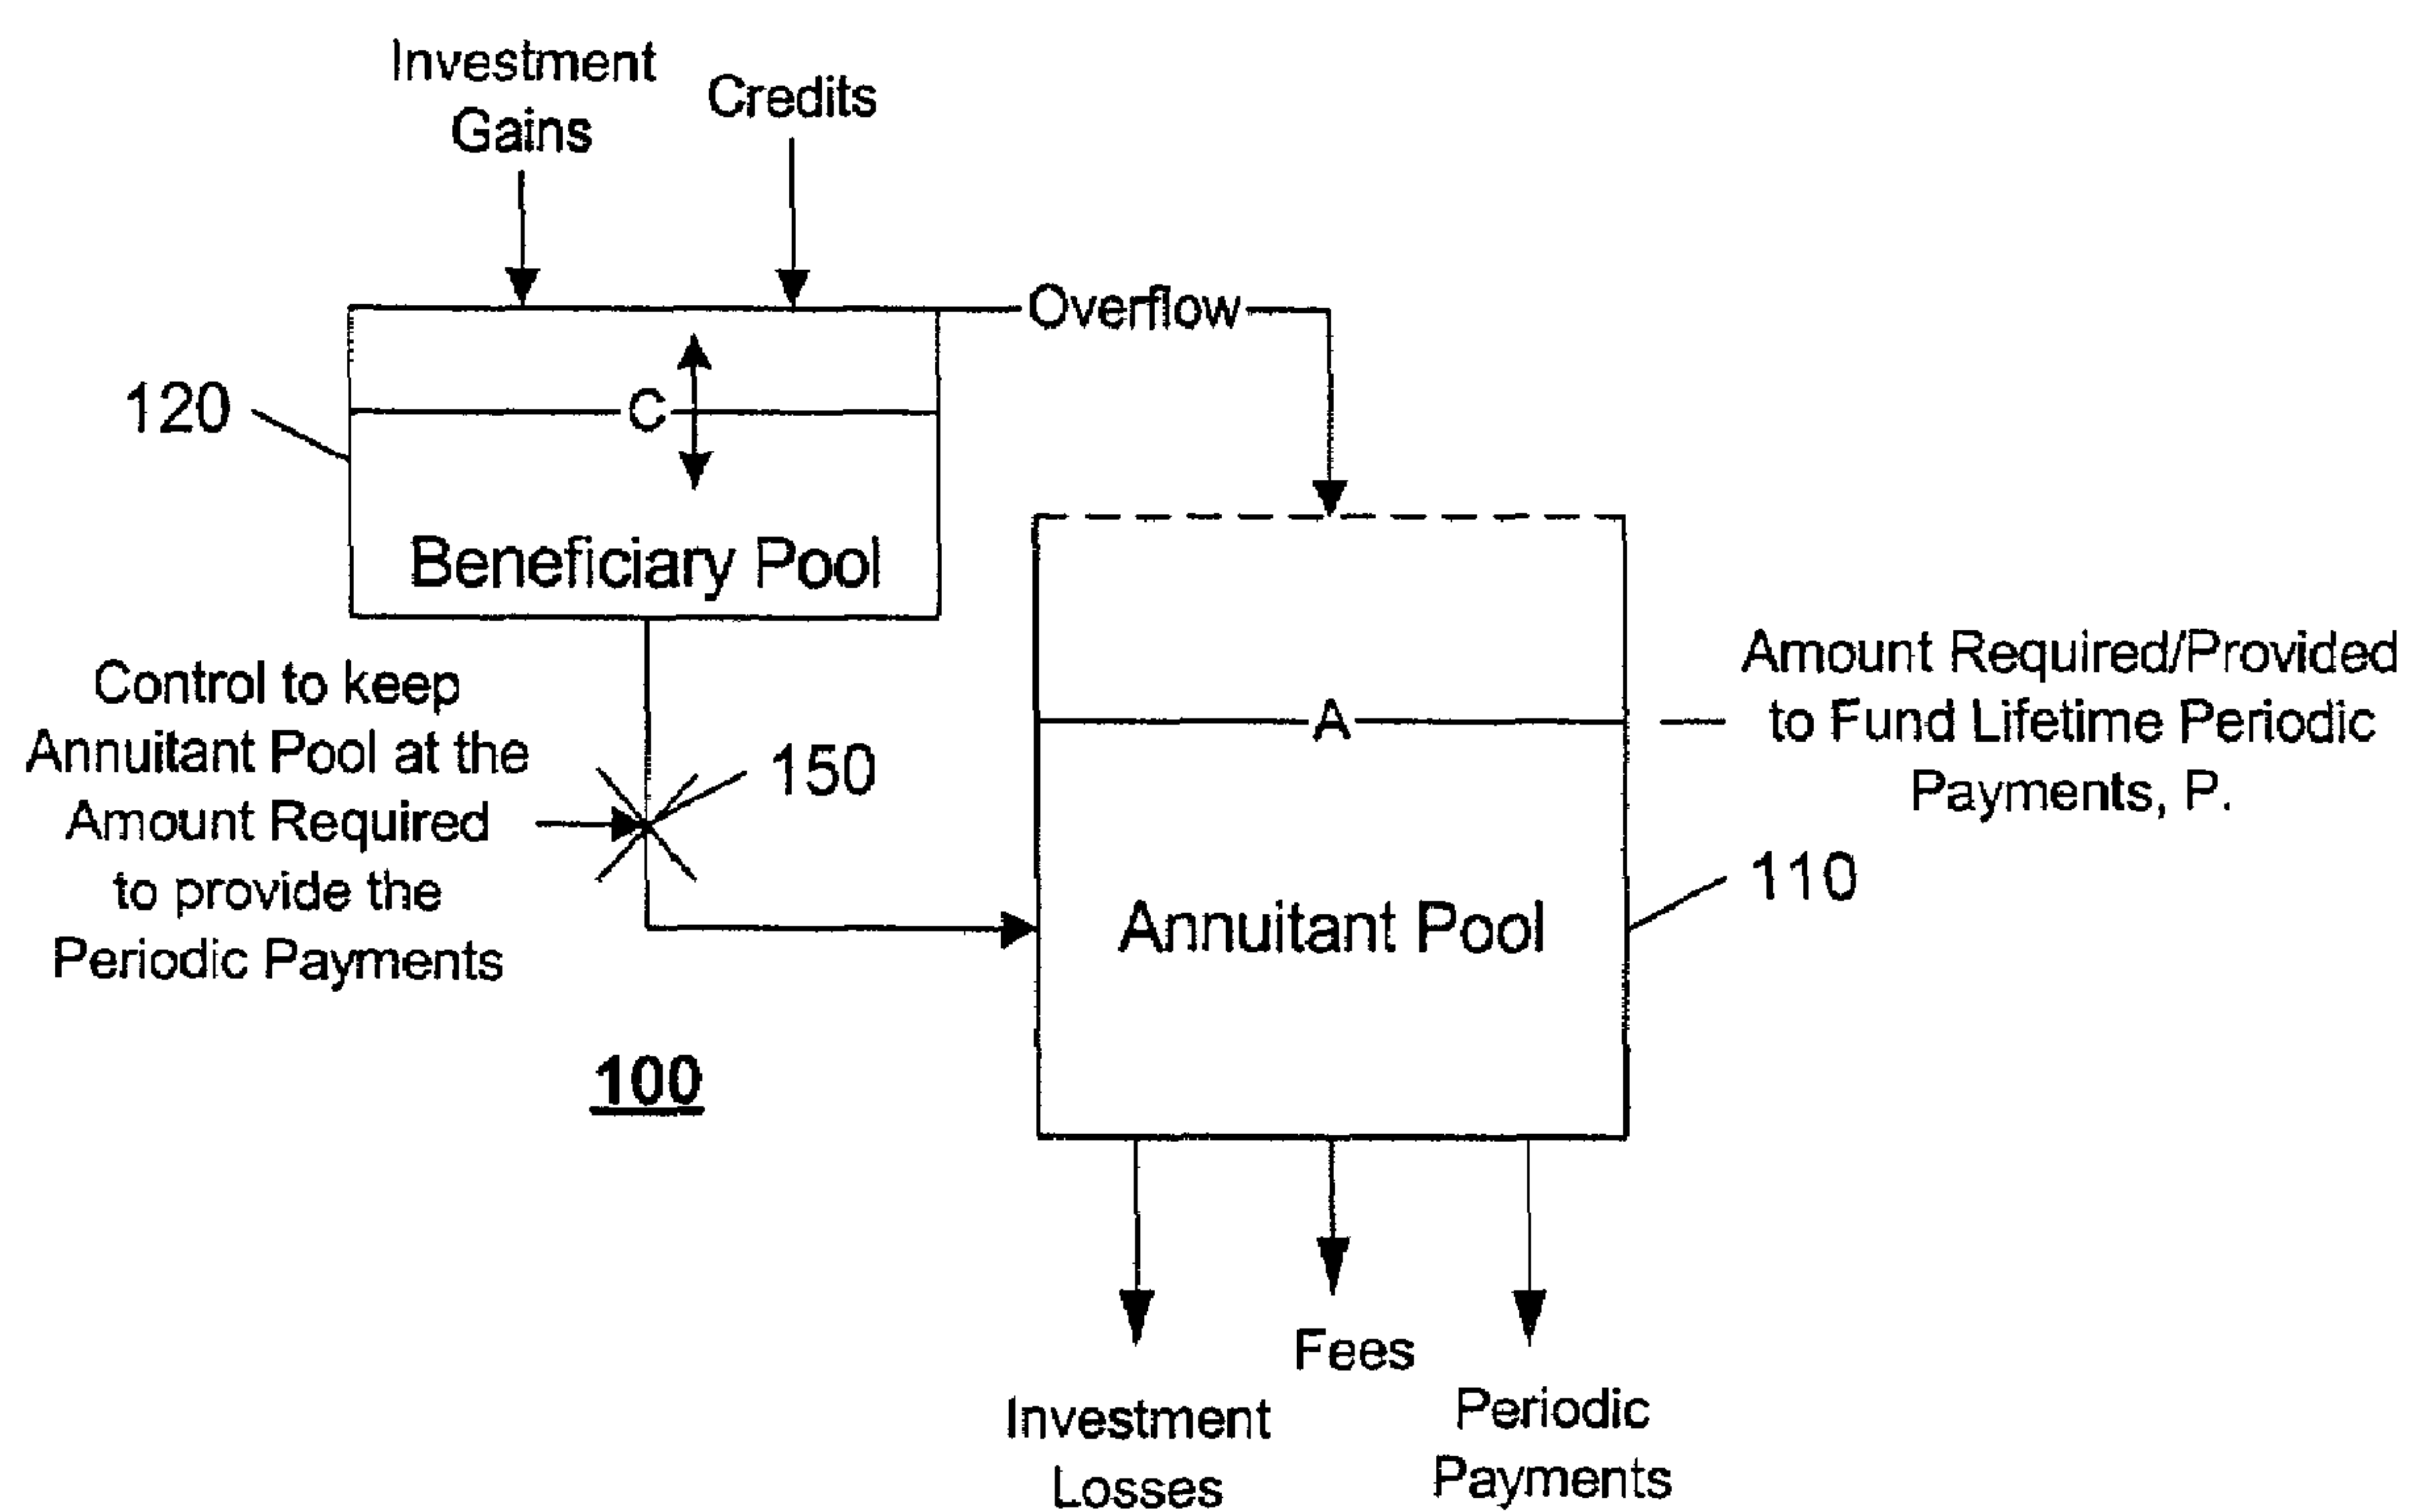 Investment
Gains
Credits
Overflow
120
C
Beneficiary Pool
Control to keep
Annuitant Pool at the
Amount Required
to provide the
Periodic Payments
150
A
Amount Required/Provided
to Fund Lifetime Periodic
Payments, P.
110
Annuitant Pool
100
Investment
Losses
Fees
Periodic
Payments